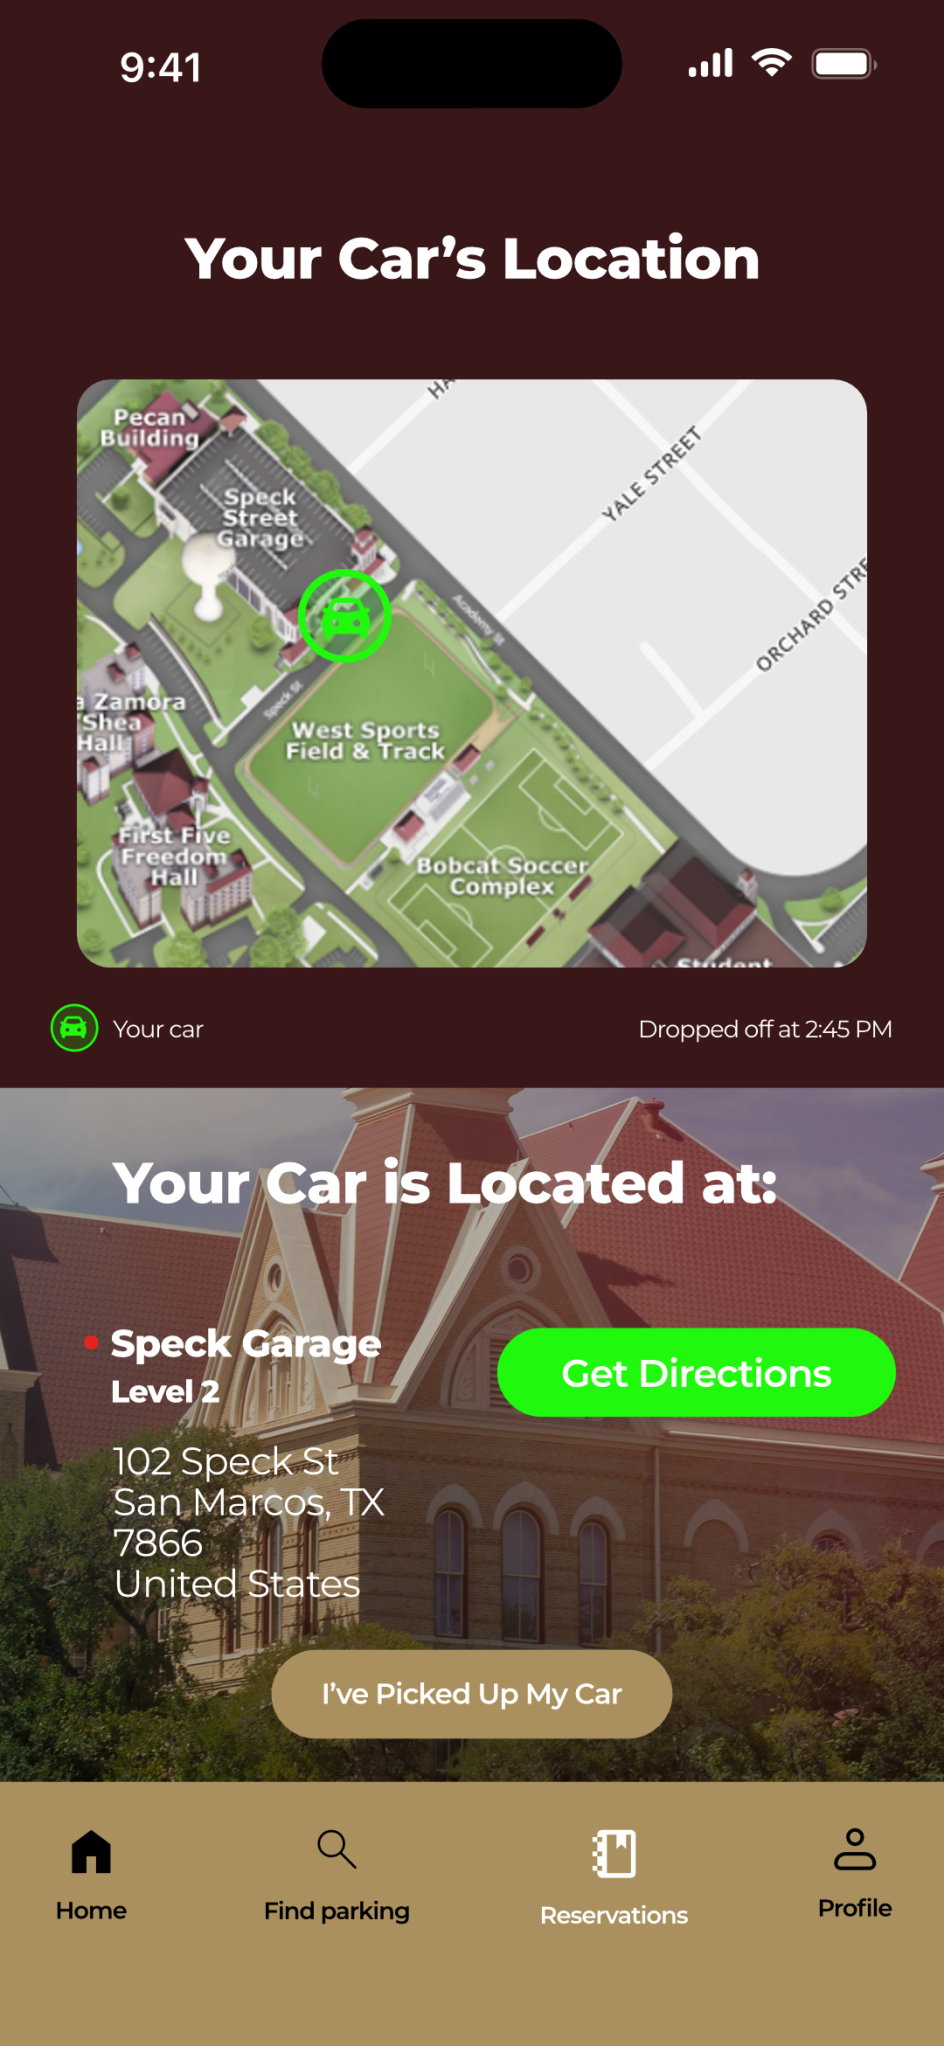 9:41
Your Car’s Location
HA
Pecan
Building
YALE STREET
Speck
Street
Garage
ORCHARD STRE
Academy St
a Zamora
'Shea
Hall
Speck St
West Sports
Field & Track
First Five
Freedom
Hall
Bobcat Soccer
Complex
Student
Your car
Dropped off at 2:45 PM
Your Car is Located at:
Speck Garage
Level 2
Get Directions
102 Speck St
San Marcos, TX
7866
United States
I’ve Picked Up My Car
Home
Find parking
Reservations
Profile